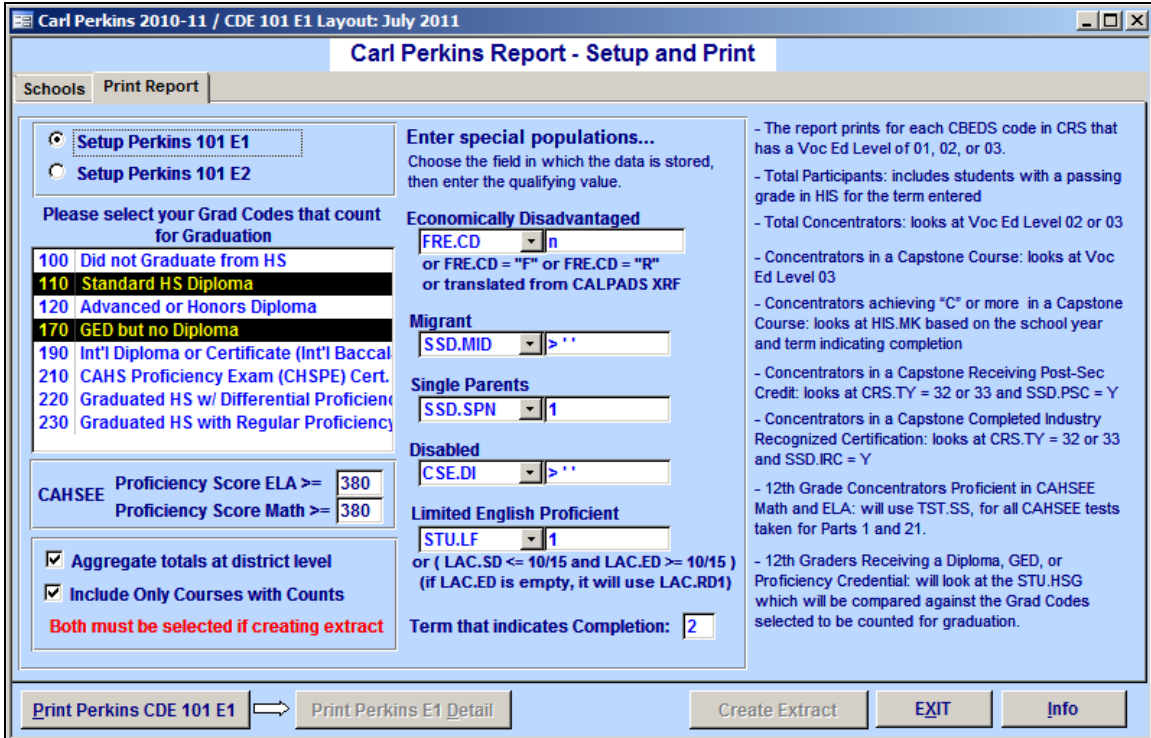 Carl Perkins 2010-11 / CDE 101 E1 Layout: July 2011
Carl Perkins Report - Setup and Print
Schools
Print Report
Setup Perkins 101 E1
Setup Perkins 101 E2
Please select your Grad Codes that count
for Graduation
100 Did not Graduate from HS
110 Standard HS Diploma
120 Advanced or Honors Diploma
170 GED but no Diploma
190 Int'l Diploma or Certificate (Int'l Baccal
210 CAHS Proficiency Exam (CHSPE) Cert.
220 Graduated HS w/ Differential Proficien
230 Graduated HS with Regular Proficiency
CAHSEE
Proficiency Score ELA >= 380
Proficiency Score Math >= 380
Aggregate totals at district level
Include Only Courses with Counts
Both must be selected if creating extract
Enter special populations...
Choose the field in which the data is stored,
then enter the qualifying value.
Economically Disadvantaged
FRE.CD n
or FRE.CD = "F" or FRE.CD = "R"
or translated from CALPADS XRF
Migrant
SSD.MID > ' '
Single Parents
SSD.SPN 1
Disabled
CSE.DI > ' '
Limited English Proficient
STU.LF 1
or ( LAC.SD <= 10/15 and LAC.ED >= 10/15 )
(if LAC.ED is empty, it will use LAC.RD1)
Term that indicates Completion: 2
- The report prints for each CBEDS code in CRS that
has a Voc Ed Level of 01, 02, or 03.
- Total Participants: includes students with a passing
grade in HIS for the term entered
- Total Concentrators: looks at Voc Ed Level 02 or 03
- Concentrators in a Capstone Course: looks at Voc
Ed Level 03
- Concentrators achieving “C” or more in a Capstone
Course: looks at HIS.MK based on the school year
and term indicating completion
- Concentrators in a Capstone Receiving Post-Sec
Credit: looks at CRS.TY = 32 or 33 and SSD.PSC = Y
- Concentrators in a Capstone Completed Industry
Recognized Certification: looks at CRS.TY = 32 or 33
and SSD.IRC = Y
- 12th Grade Concentrators Proficient in CAHSEE
Math and ELA: will use TST.SS, for all CAHSEE tests
taken for Parts 1 and 21.
- 12th Graders Receiving a Diploma, GED, or
Proficiency Credential: will look at the STU.HSG
which will be compared against the Grad Codes
selected to be counted for graduation.
Print Perkins CDE 101 E1
Print Perkins E1 Detail
Create Extract
EXIT
Info